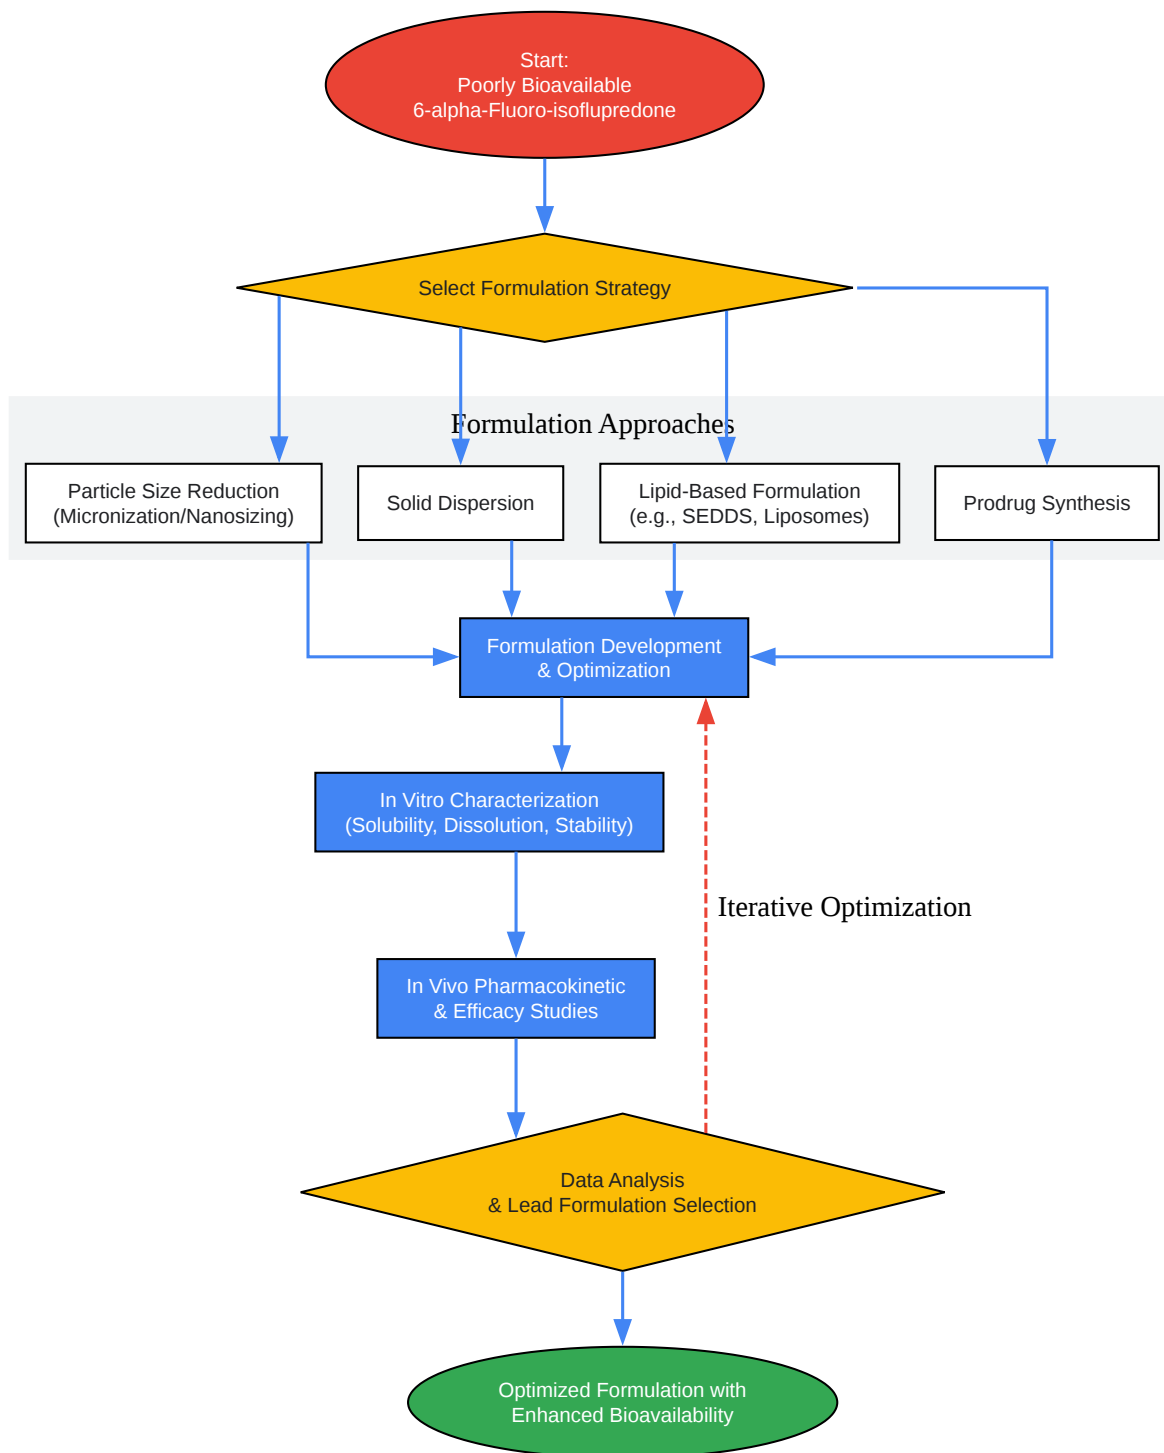 Start:
Poorly Bioavailable
6-alpha-Fluoro-isoflupredone
Select Formulation Strategy
Formulation Approaches
Particle Size Reduction
(Micronization/Nanosizing)
Solid Dispersion
Lipid-Based Formulation
(e.g., SEDDS, Liposomes)
Prodrug Synthesis
Formulation Development
& Optimization
In Vitro Characterization
(Solubility, Dissolution, Stability)
Iterative Optimization
In Vivo Pharmacokinetic
& Efficacy Studies
Data Analysis
& Lead Formulation Selection
Optimized Formulation with
Enhanced Bioavailability